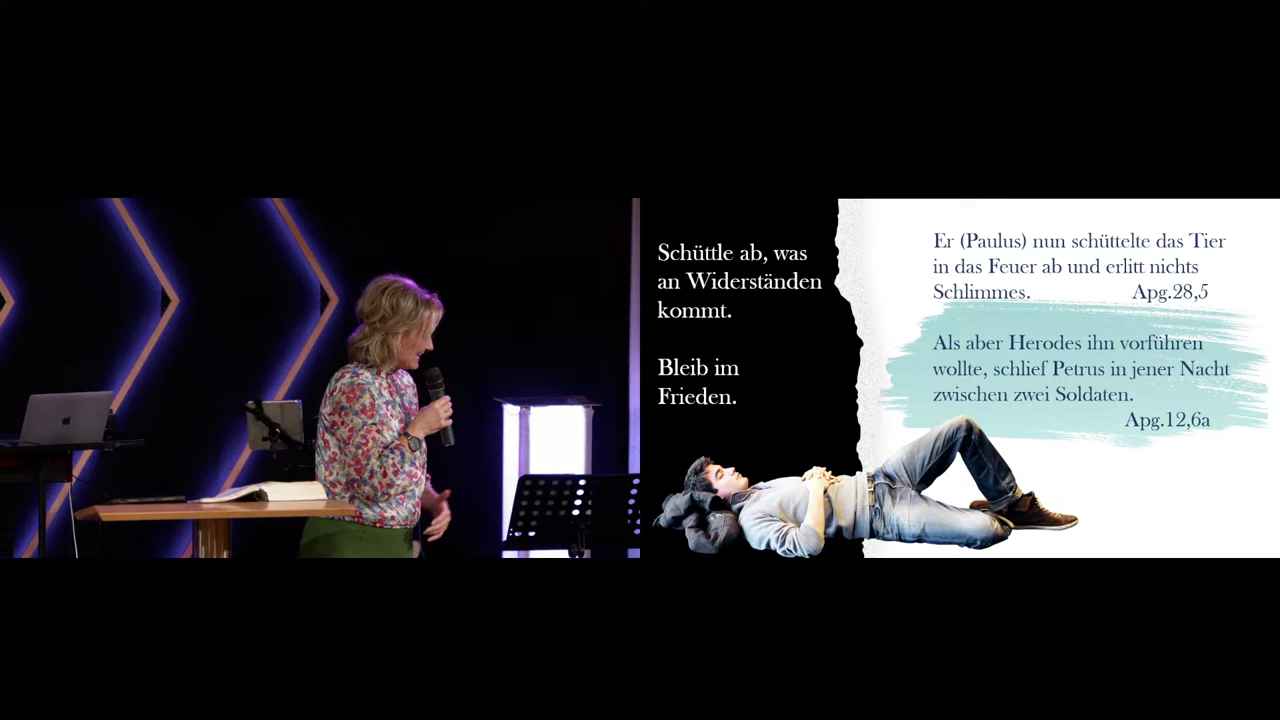 Schüttle ab, was
an Widerständen
kommt.
Bleib im
Frieden.
Er (Paulus) nun schüttelte das Tier
in das Feuer ab und erlitt nichts
Schlimmes. Apg.28,5
Als aber Herodes ihn vorführen
wollte, schlief Petrus in jener Nacht
zwischen zwei Soldaten.
Apg.12,6a